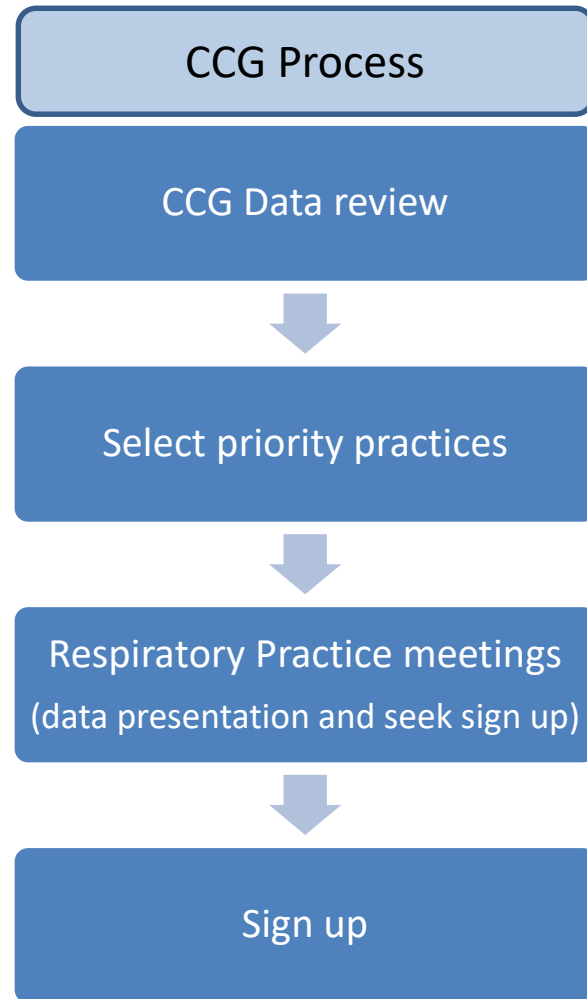 CCG Process
CCG Data review
Select priority practices
Respiratory Practice meetings
(data presentation and seek sign up)
Sign up